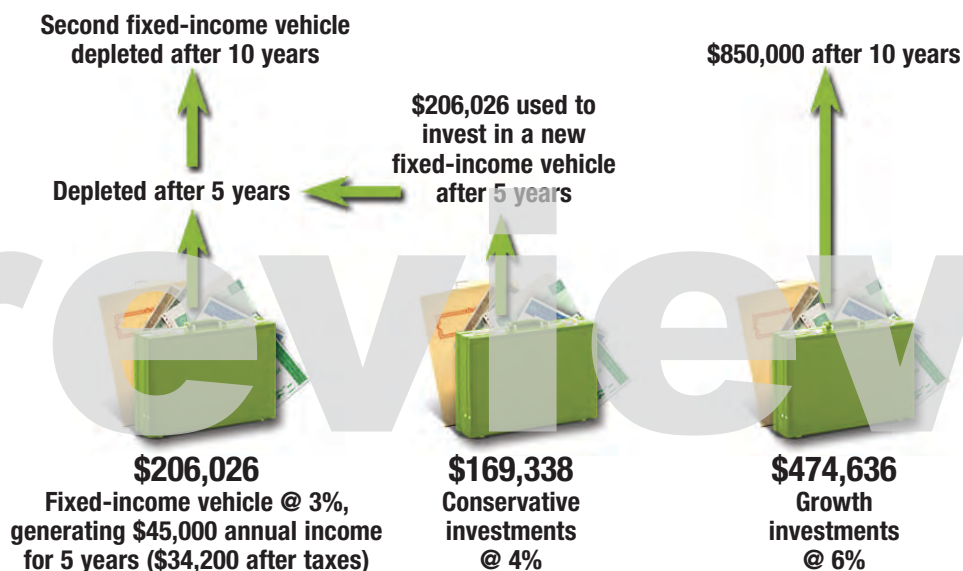 Second fixed-income vehicle
depleted after 10 years
$850,000 after 10 years
$206,026 used to
invest in a new
fixed-income vehicle
after 5 years
Depleted after 5 years
review
$206,026
Fixed-income vehicle @ 3%,
generating $45,000 annual income
for 5 years ($34,200 after taxes)
$169,338
Conservative
investments
@ 4%
$474,636
Growth
investments
@ 6%